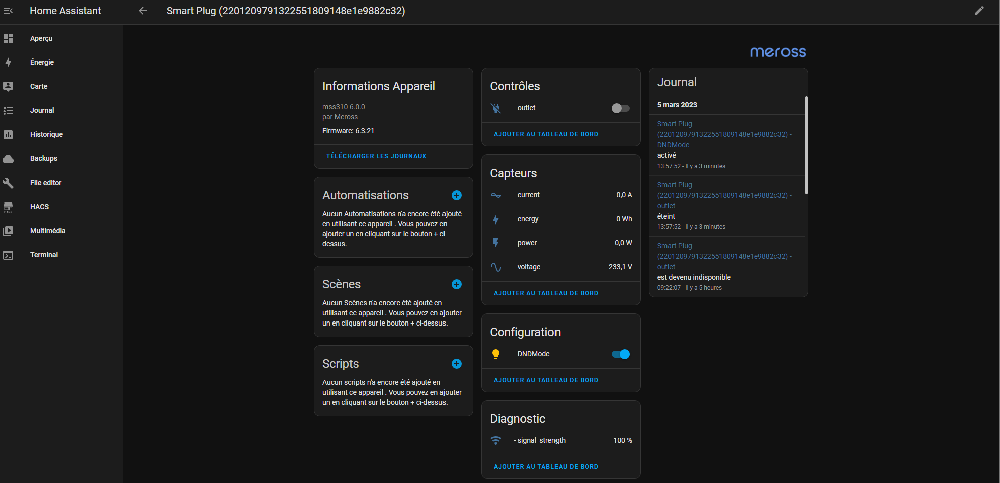 Home Assistant
Smart Plug (2201209791322551809148e1e9882c32)
Aperçu
Énergie
Carte
Journal
Historique
Backups
File editor
HACS
HACS
Multimédia
Terminal
meross
Informations Appareil
mss310 6.0.0
par Meross
Firmware: 6.3.21
TÉLÉCHARGER LES JOURNAUX
Automatisations
Aucun Automatisations n'a encore été ajouté
en utilisant ce appareil . Vous pouvez en
ajouter un en cliquant sur le bouton + ci-
dessus.
Scènes
Aucun Scènes n'a encore été ajouté en
utilisant ce appareil . Vous pouvez en ajouter
un en cliquant sur le bouton + ci-dessus.
Scripts
Aucun scripts n'a encore été ajouté en
utilisant ce appareil . Vous pouvez en ajouter
un en cliquant sur le bouton + ci-dessus.
Contrôles
- outlet
AJOUTER AU TABLEAU DE BORD
Capteurs
- current 0,0 A
- energy 0 Wh
- power 0,0 W
- voltage 233,1 V
AJOUTER AU TABLEAU DE BORD
Configuration
- DNDMode
AJOUTER AU TABLEAU DE BORD
Diagnostic
- signal_strength 100 %
AJOUTER AU TABLEAU DE BORD
Journal
5 mars 2023
Smart Plug
(2201209791322551809148e1e9882c32) -
DNDMode
activé
13:57:52 - Il y a 3 minutes
Smart Plug
(2201209791322551809148e1e9882c32) -
outlet
éteint
13:57:52 - Il y a 3 minutes
Smart Plug
(2201209791322551809148e1e9882c32) -
outlet
est devenu indisponible
09:22:07 - Il y a 5 heures